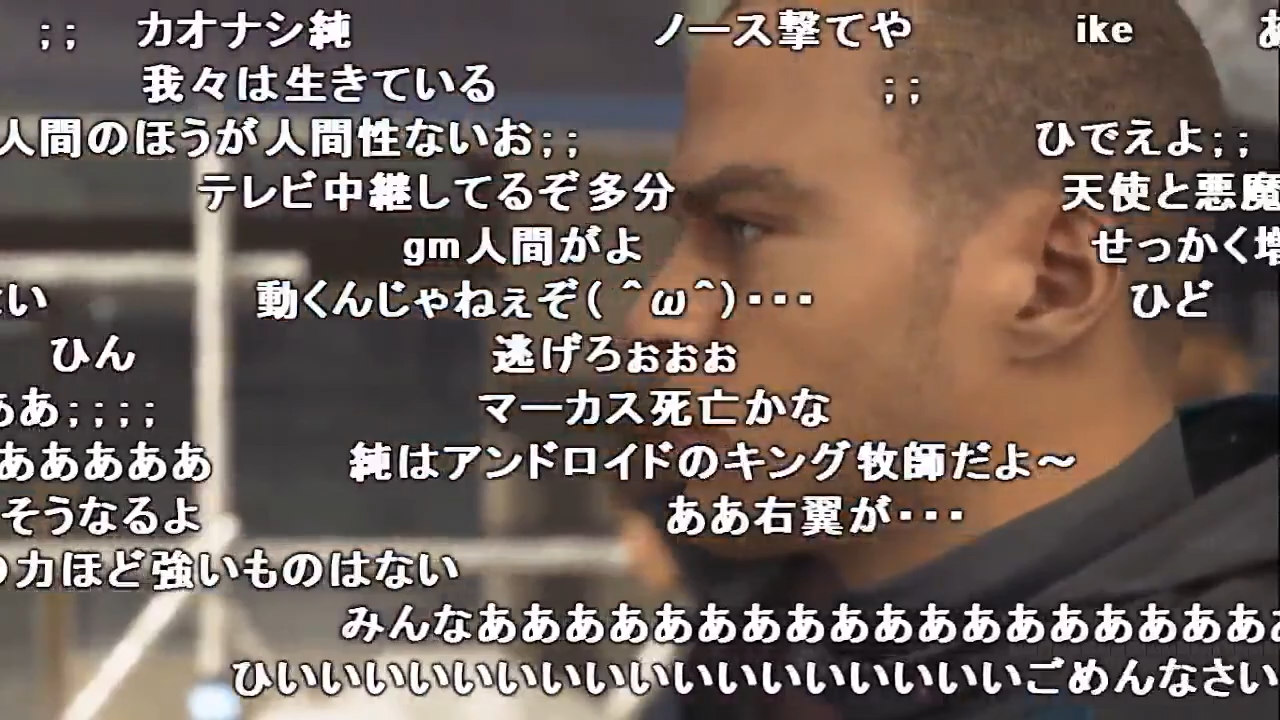 ;; カオナシ純 ノース撃てや ike あ
我々は生きている ;;
人間のほうが人間性ないお;; ひでえよ;;
テレビ中継してるぞ多分 天使と悪魔
gm人間がよ せっかく増
い 動くんじゃねぇぞ(＾ω＾)・・・ ひど
ひん 逃げろぉぉぉ
ああ;;;; マーカス死亡かな
あああああ 純はアンドロイドのキング牧師だよ～
そうなるよ ああ右翼が・・・
力ほど強いものはない
みんなああああああああああああああああああ
ひいいいいいいいいいいいいいいいいいごめんなさい